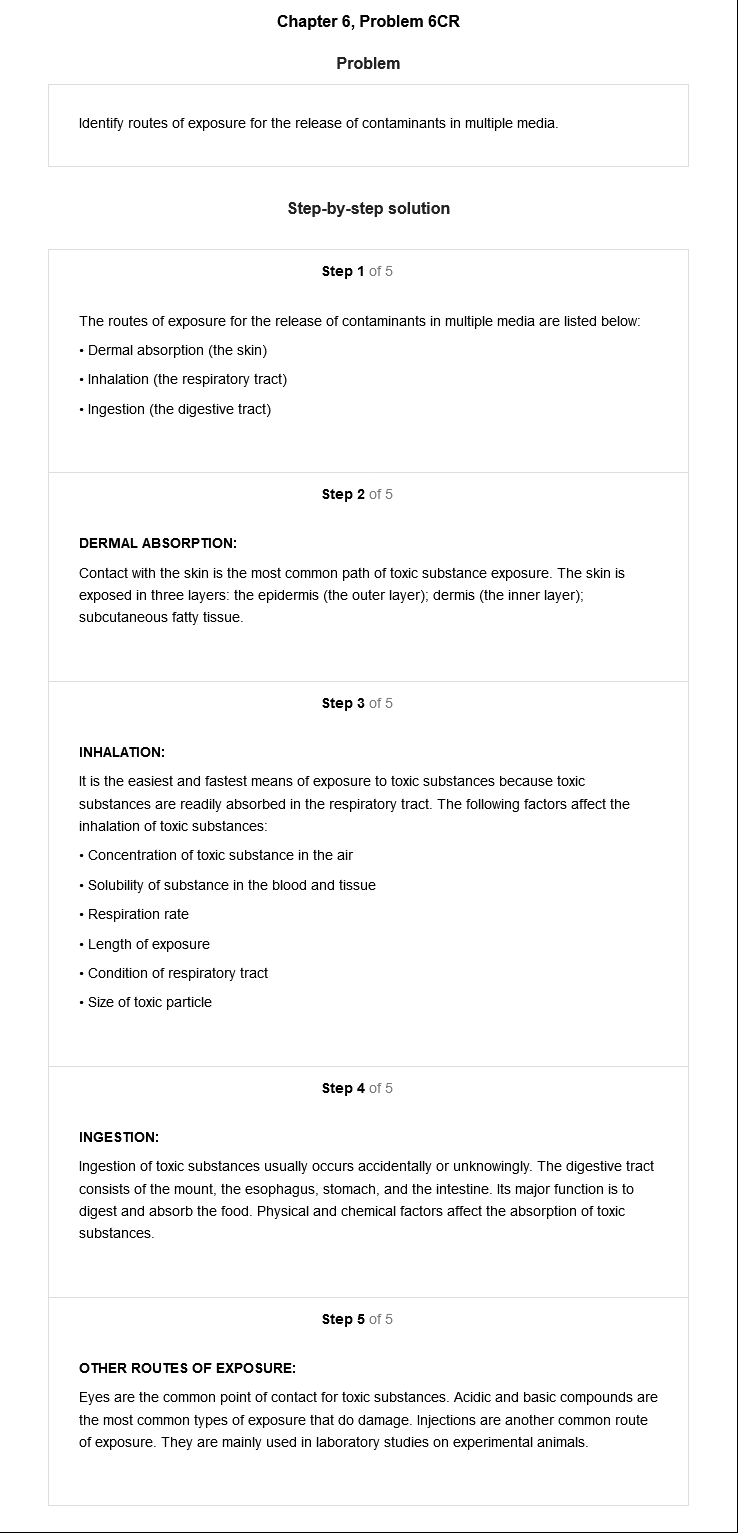 Chapter 6, Problem 6CR
Problem
Identify routes of exposure for the release of contaminants in multiple media.
Step-by-step solution
Step 1 of 5
The routes of exposure for the release of contaminants in multiple media are listed below:
• Dermal absorption (the skin)
• Inhalation (the respiratory tract)
• Ingestion (the digestive tract)
Step 2 of 5
DERMAL ABSORPTION:
Contact with the skin is the most common path of toxic substance exposure. The skin is
exposed in three layers: the epidermis (the outer layer); dermis (the inner layer);
subcutaneous fatty tissue.
Step 3 of 5
INHALATION:
It is the easiest and fastest means of exposure to toxic substances because toxic
substances are readily absorbed in the respiratory tract. The following factors affect the
inhalation of toxic substances:
• Concentration of toxic substance in the air
• Solubility of substance in the blood and tissue
• Respiration rate
• Length of exposure
• Condition of respiratory tract
• Size of toxic particle
Step 4 of 5
INGESTION:
Ingestion of toxic substances usually occurs accidentally or unknowingly. The digestive tract
consists of the mount, the esophagus, stomach, and the intestine. Its major function is to
digest and absorb the food. Physical and chemical factors affect the absorption of toxic
substances.
Step 5 of 5
OTHER ROUTES OF EXPOSURE:
Eyes are the common point of contact for toxic substances. Acidic and basic compounds are
the most common types of exposure that do damage. Injections are another common route
of exposure. They are mainly used in laboratory studies on experimental animals.